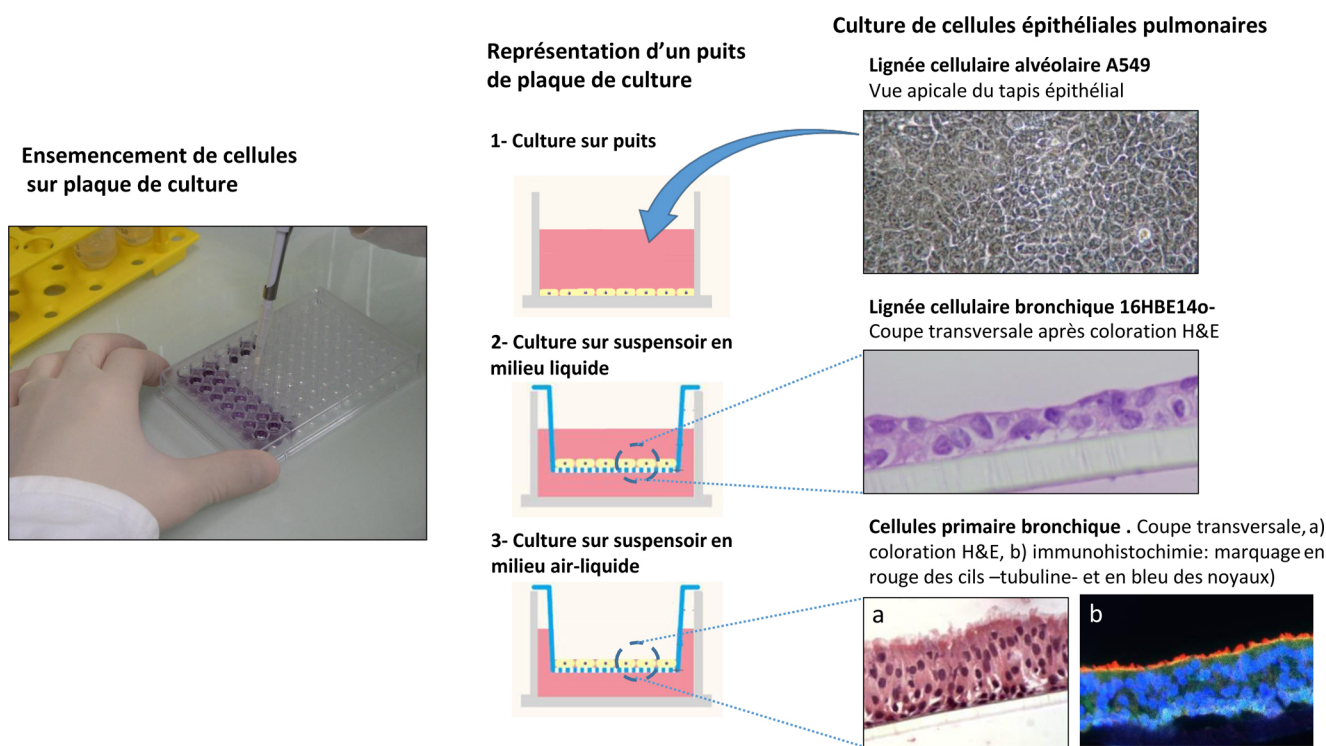 Ensemencement de cellules
sur plaque de culture
Représentation d’un puits
de plaque de culture
1- Culture sur puits
2- Culture sur suspensoir en
milieu liquide
3- Culture sur suspensoir en
milieu air-liquide
Culture de cellules épithéliales pulmonaires
Lignée cellulaire alvéolaire A549
Vue apicale du tapis épithélial
Lignée cellulaire bronchique 16HBE14o-
Coupe transversale après coloration H&E
Cellules primaire bronchique . Coupe transversale, a)
coloration H&E, b) immunohistochimie: marquage en
rouge des cils –tubuline- et en bleu des noyaux)
a
b